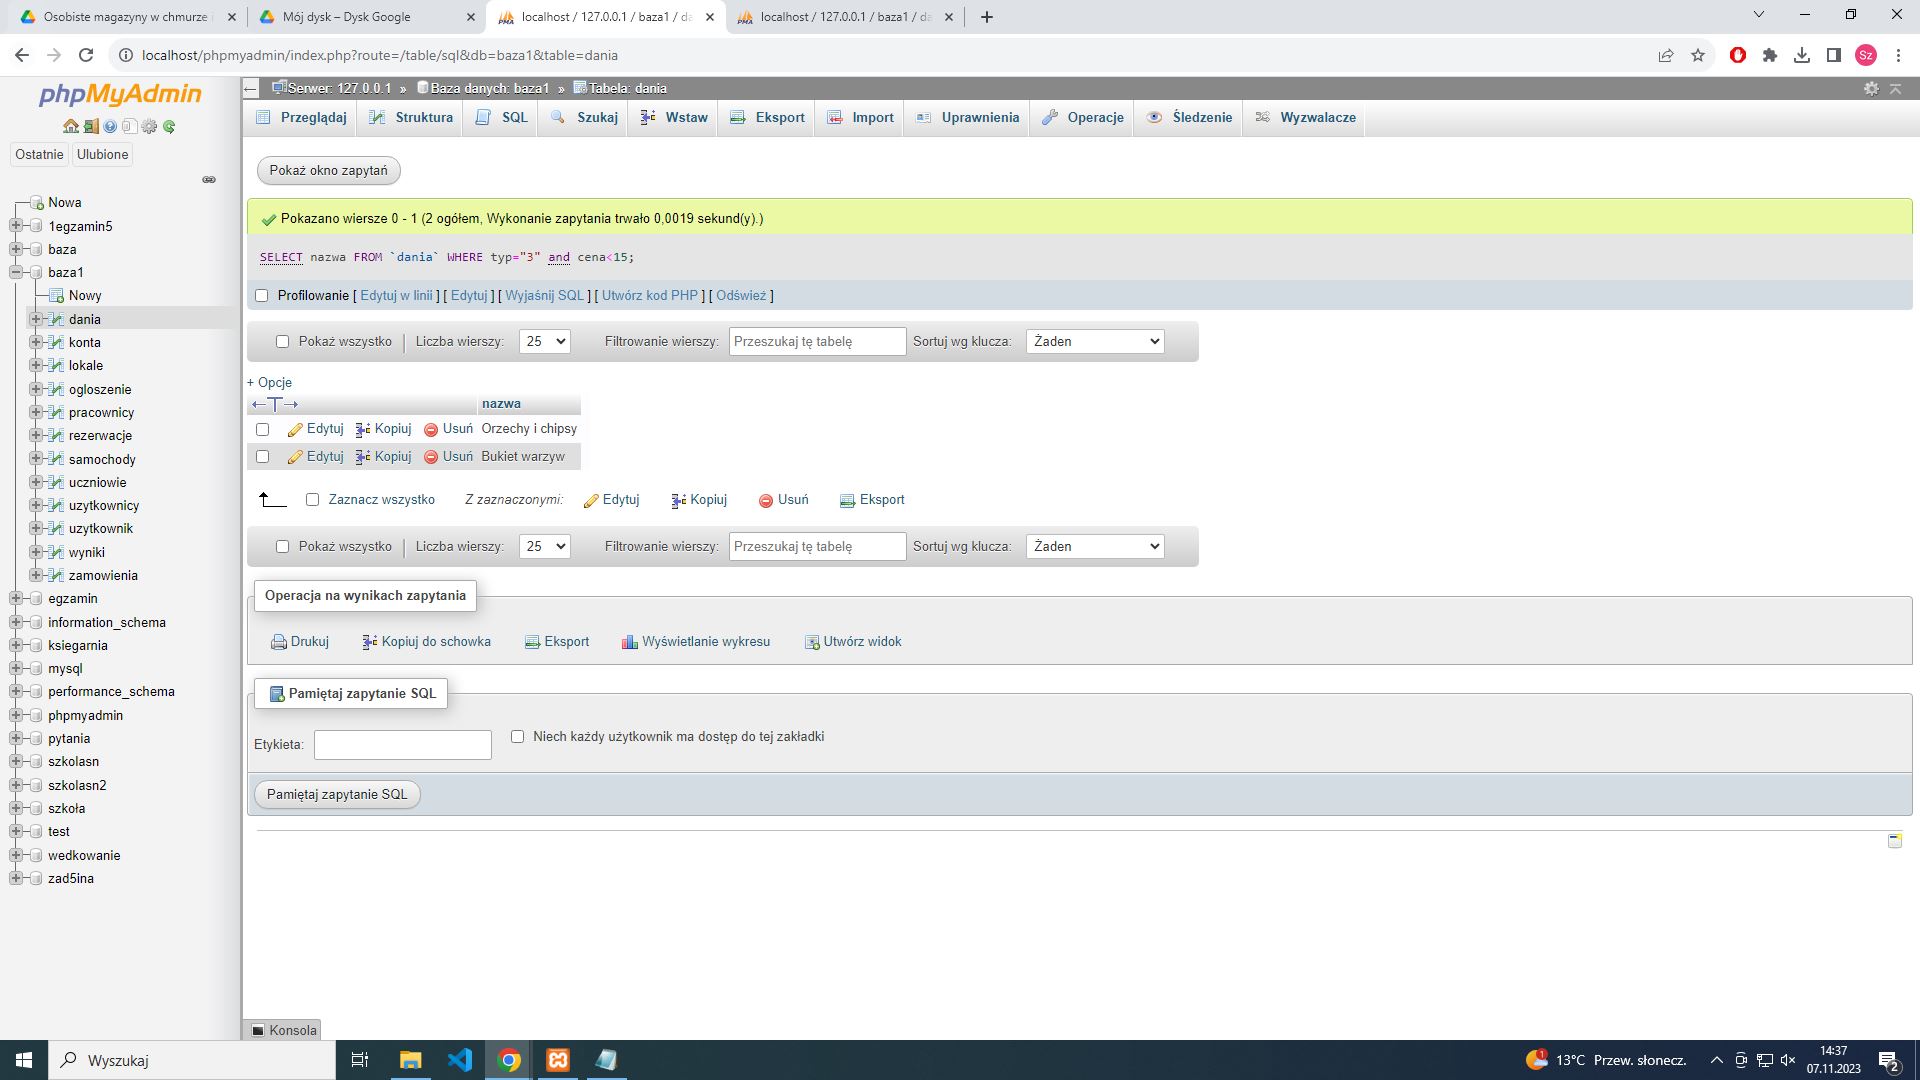 Osobiste magazyny w chmurze i
Mój dysk – Dysk Google
localhost / 127.0.0.1 / baza1 / da
localhost / 127.0.0.1 / baza1 / da
localhost/phpmyadmin/index.php?route=/table/sql&db=baza1&table=dania
Sz
phpMyAdmin
Ostatnie
Ulubione
Nowa
1egzamin5
baza
baza1
Nowy
dania
konta
lokale
ogloszenie
pracownicy
rezerwacje
samochody
uczniowie
uzytkownicy
uzytkownik
wyniki
zamowienia
egzamin
information_schema
ksiegarnia
mysql
performance_schema
phpmyadmin
pytania
szkolasn
szkolasn2
szkoła
test
wedkowanie
zad5ina
Serwer: 127.0.0.1 » Baza danych: baza1 » Tabela: dania
Przeglądaj Struktura SQL Szukaj Wstaw Eksport Import Uprawnienia Operacje Śledzenie Wyzwalacze
Pokaż okno zapytań
Pokazano wiersze 0 - 1 (2 ogółem, Wykonanie zapytania trwało 0,0019 sekund(y).)
SELECT nazwa FROM `dania` WHERE typ="3" and cena<15;
Profilowanie [ Edytuj w linii ] [ Edytuj ] [ Wyjaśnij SQL ] [ Utwórz kod PHP ] [ Odśwież ]
Pokaż wszystko | Liczba wierszy: 25 Filtrowanie wierszy: Przeszukaj tę tabelę Sortuj wg klucza: Żaden
+ Opcje
←T→ nazwa
Edytuj Kopiuj Usuń Orzechy i chipsy
Edytuj Kopiuj Usuń Bukiet warzyw
Zaznacz wszystko Z zaznaczonymi: Edytuj Kopiuj Usuń Eksport
Pokaż wszystko | Liczba wierszy: 25 Filtrowanie wierszy: Przeszukaj tę tabelę Sortuj wg klucza: Żaden
Operacja na wynikach zapytania
Drukuj Kopiuj do schowka Eksport Wyświetlanie wykresu Utwórz widok
Pamiętaj zapytanie SQL
Etykieta: Niech każdy użytkownik ma dostęp do tej zakładki
Pamiętaj zapytanie SQL
Konsola
Wyszukaj
1
13°C Przew. słonecz.
14:37
07.11.2023
2